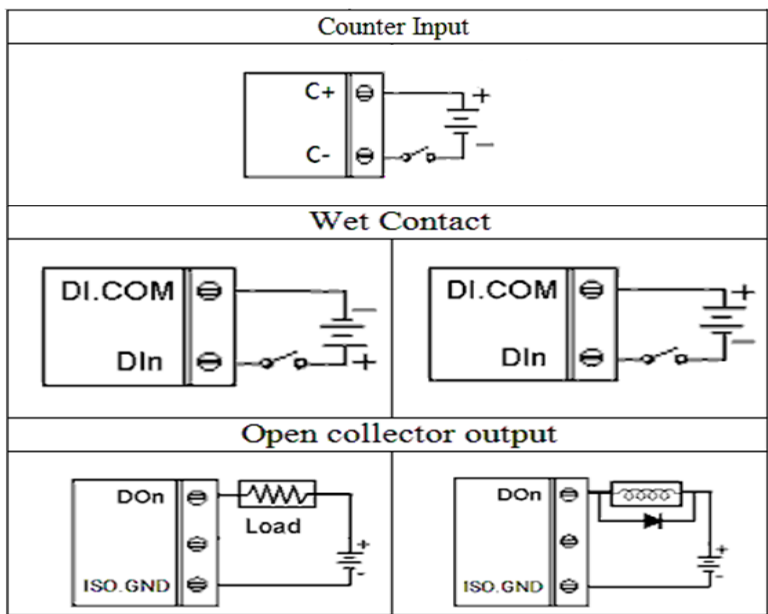 Counter Input
C+
+
C-
−
Wet Contact
DI.COM
−
DIn
+
DI.COM
+
DIn
−
Open collector output
DOn
Load
+
-
ISO.GND
DOn
+
-
ISO.GND